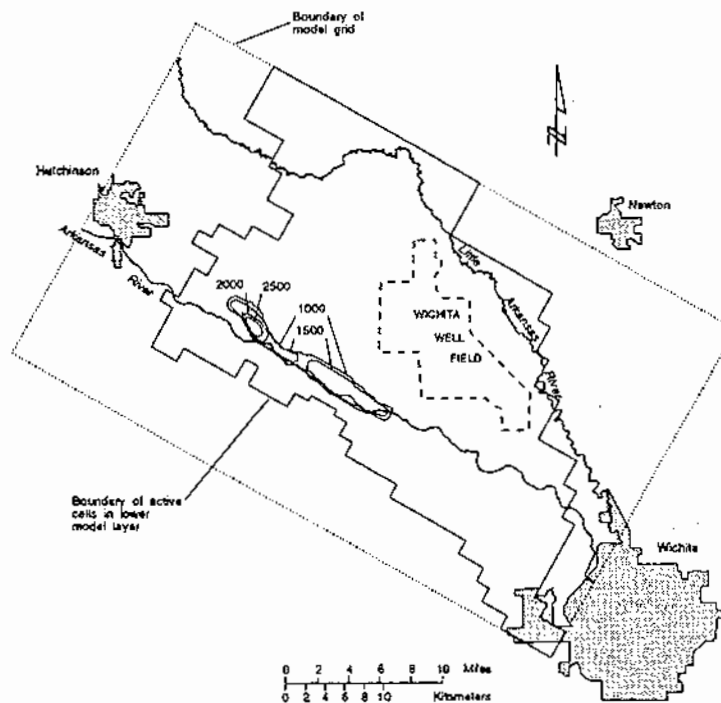 Boundary of
model grid
N
Hutchinson
Newton
Arkansas
River
2000
2500
1000
1500
Little
Arkansas
River
WICHITA
WELL
FIELD
Boundary of active
cells in lower
model layer
Wichita
0 2 4 6 8 10 Miles
0 2 4 6 8 10 Kilometers